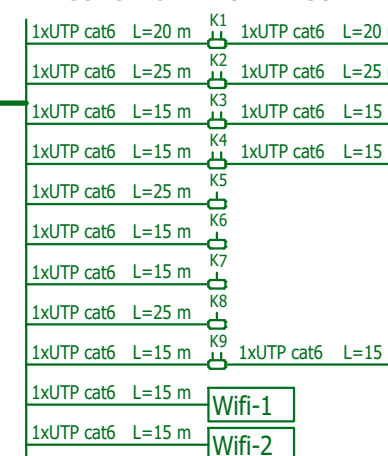 K1
1xUTP cat6 L=20 m 1xUTP cat6 L=20
K2
1xUTP cat6 L=25 m 1xUTP cat6 L=25
K3
1xUTP cat6 L=15 m 1xUTP cat6 L=15
K4
1xUTP cat6 L=15 m 1xUTP cat6 L=15
K5
1xUTP cat6 L=25 m
K6
1xUTP cat6 L=15 m
K7
1xUTP cat6 L=15 m
K8
1xUTP cat6 L=25 m
K9
1xUTP cat6 L=15 m 1xUTP cat6 L=15
1xUTP cat6 L=15 m
Wifi-1
1xUTP cat6 L=15 m
Wifi-2